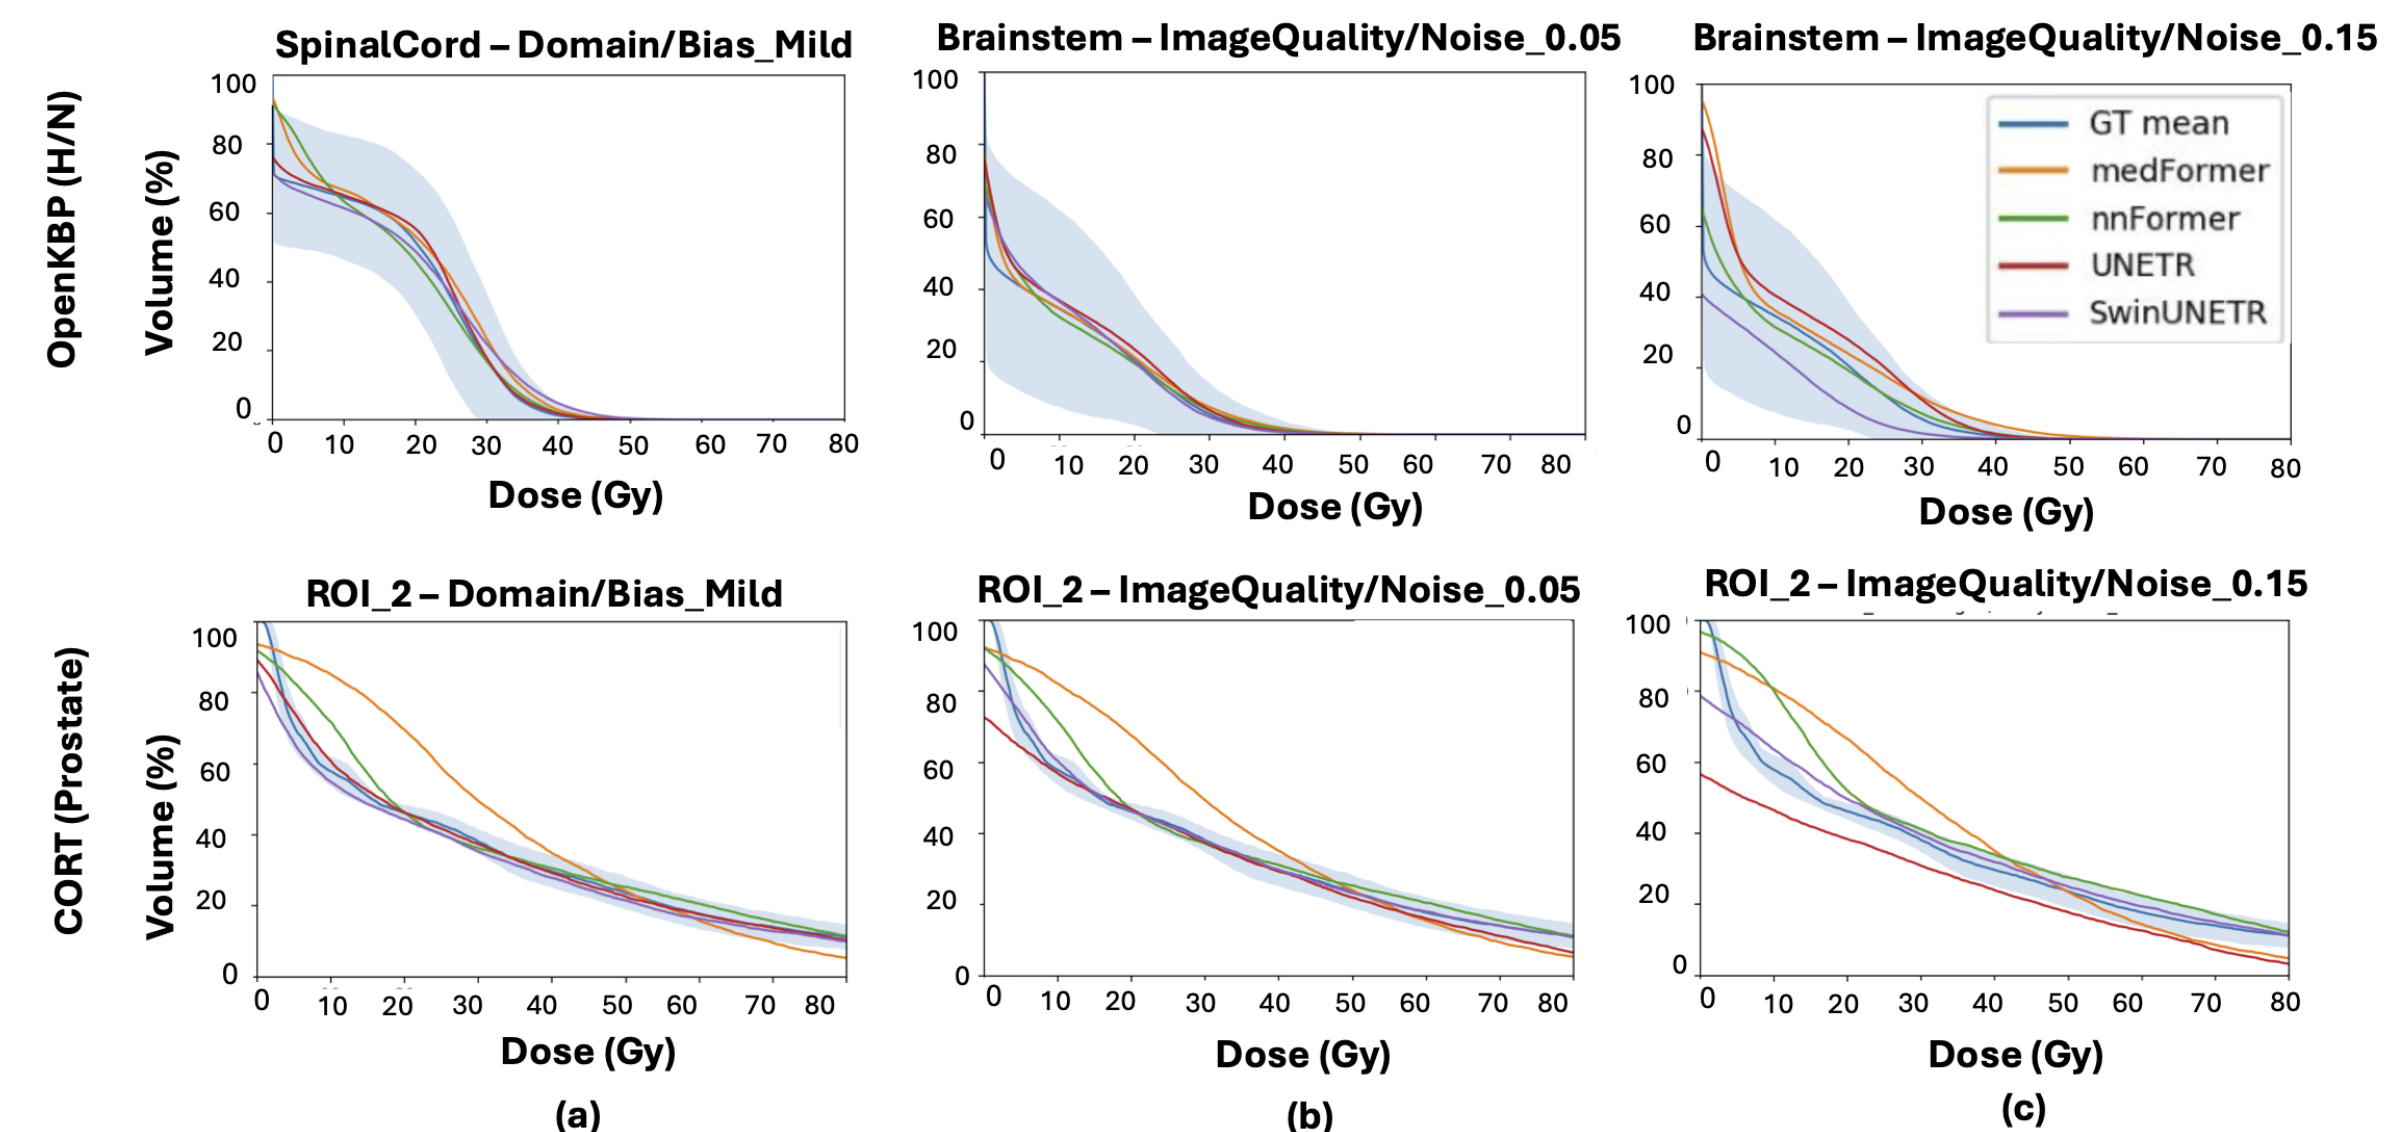 SpinalCord – Domain/Bias_Mild
Brainstem – ImageQuality/Noise_0.05
Brainstem – ImageQuality/Noise_0.15
OpenKBP (H/N)
Volume (%)
100
80
60
40
20
0
0 10 20 30 40 50 60 70 80
Dose (Gy)
100
80
60
40
20
0
0 10 20 30 40 50 60 70 80
Dose (Gy)
100
80
60
40
20
0
0 10 20 30 40 50 60 70 80
Dose (Gy)
GT mean
medFormer
nnFormer
UNETR
SwinUNETR
ROI_2 – Domain/Bias_Mild
ROI_2 – ImageQuality/Noise_0.05
ROI_2 – ImageQuality/Noise_0.15
CORT (Prostate)
Volume (%)
100
80
60
40
20
0
0 10 20 30 40 50 60 70 80
Dose (Gy)
(a)
100
80
60
40
20
0
0 10 20 30 40 50 60 70 80
Dose (Gy)
(b)
100
80
60
40
20
0
0 10 20 30 40 50 60 70 80
Dose (Gy)
(c)